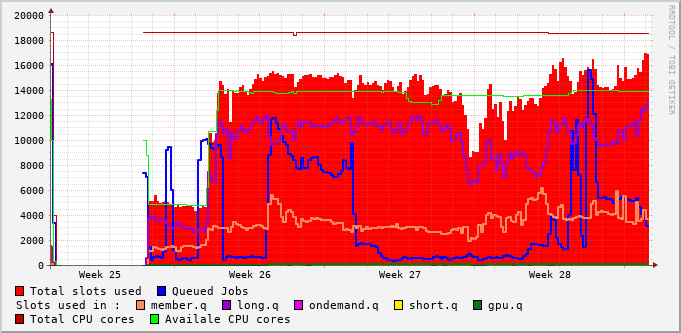 20000
18000
16000
14000
12000
10000
8000
6000
4000
2000
0
Week 25 Week 26 Week 27 Week 28
Total slots used Queued Jobs
Slots used in : member.q long.q ondemand.q short.q gpu.q
Total CPU cores Availale CPU cores
RRDTOOL / TOBI OETIKER